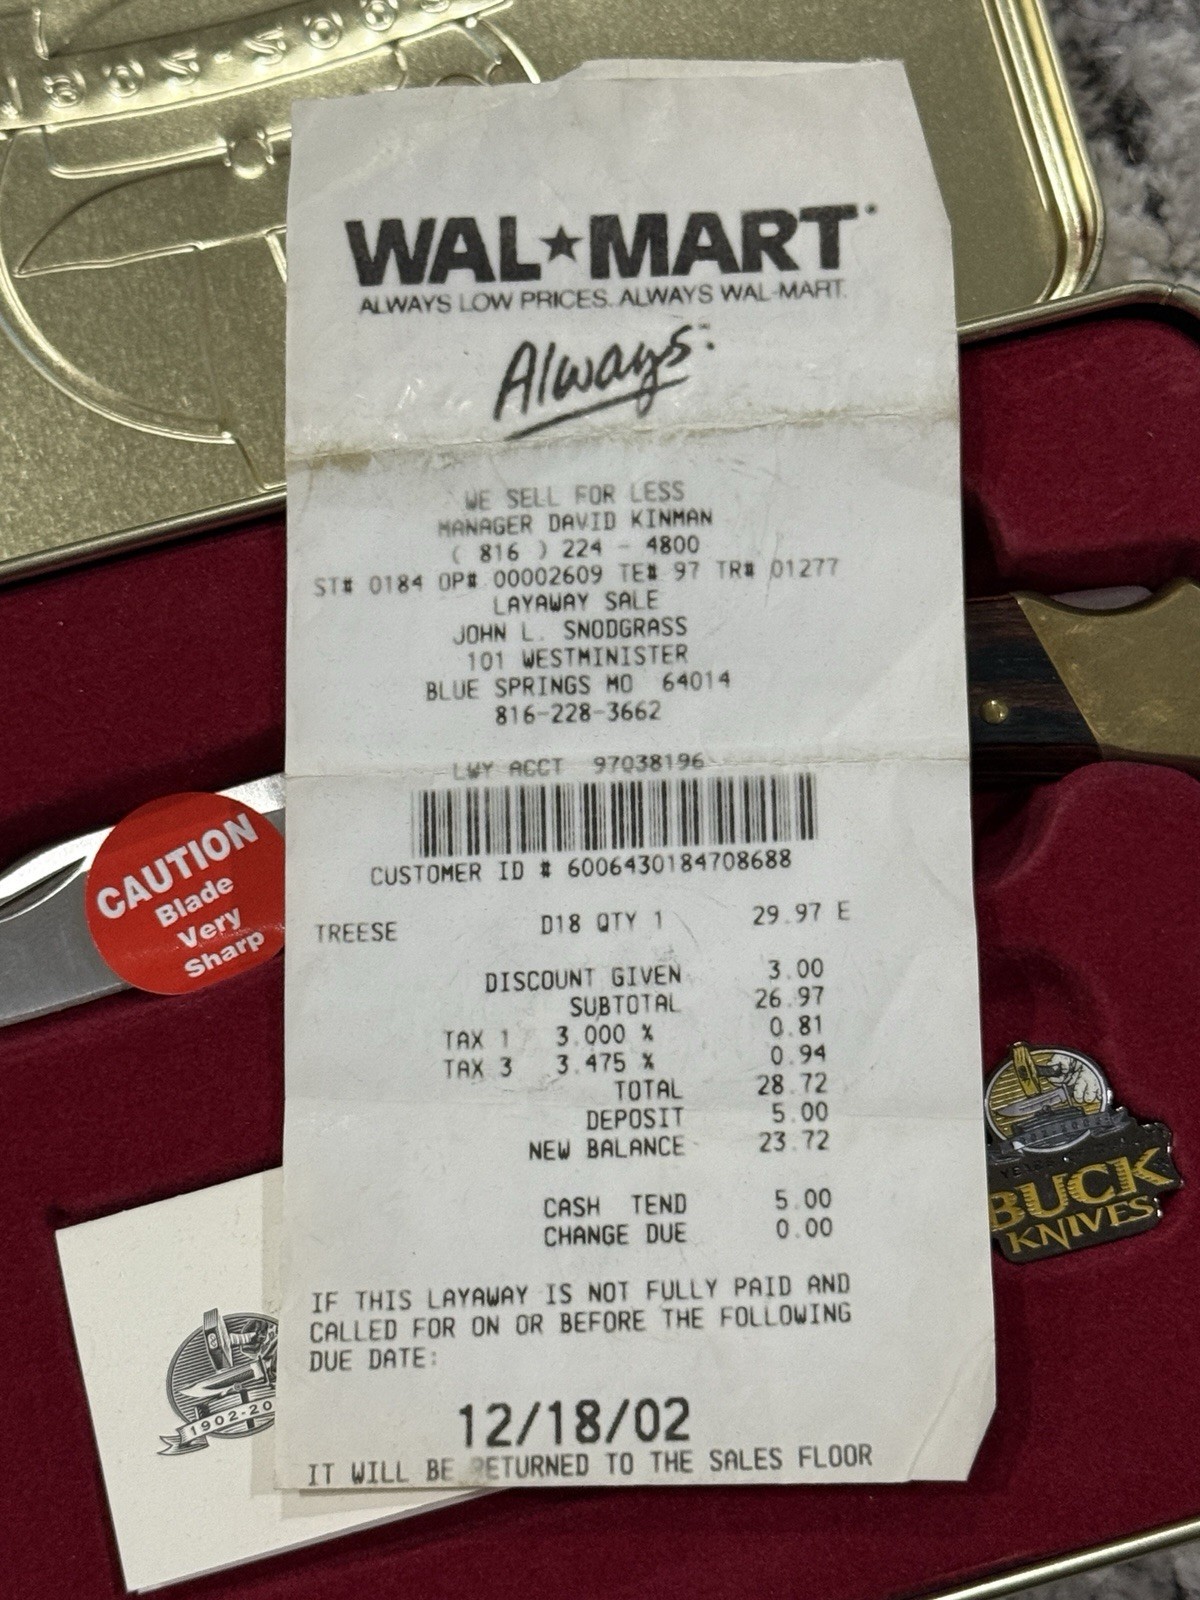 WAL★MART
ALWAYS LOW PRICES. ALWAYS WAL-MART.
Always.
WE SELL FOR LESS
MANAGER DAVID KINMAN
( 816 ) 224 - 4800
ST# 0184 OP# 00002609 TE# 97 TR# 01277
LAYAWAY SALE
JOHN L. SNODGRASS
101 WESTMINISTER
BLUE SPRINGS MO 64014
816-228-3662
LWY ACCT 97038196
CUSTOMER ID # 6006430184708688
TREESE D18 QTY 1 29.97 E
DISCOUNT GIVEN 3.00
SUBTOTAL 26.97
TAX 1 3.000 % 0.81
TAX 3 3.475 % 0.94
TOTAL 28.72
DEPOSIT 5.00
NEW BALANCE 23.72
CASH TEND 5.00
CHANGE DUE 0.00
IF THIS LAYAWAY IS NOT FULLY PAID AND
CALLED FOR ON OR BEFORE THE FOLLOWING
DUE DATE:
12/18/02
IT WILL BE RETURNED TO THE SALES FLOOR
CAUTION
Blade
Very
Sharp
BUCK
KNIVES
1902-20